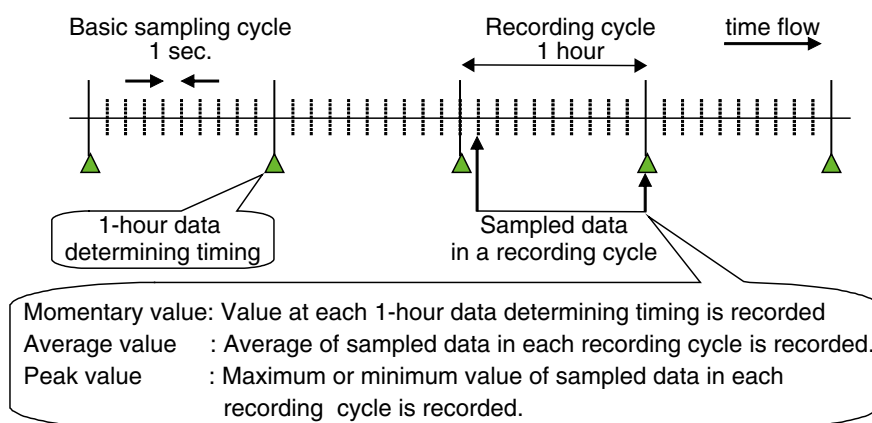 Basic sampling cycle
1 sec.
Recording cycle
1 hour
time flow
1-hour data
determining timing
Sampled data
in a recording cycle
Momentary value: Value at each 1-hour data determining timing is recorded
Average value : Average of sampled data in each recording cycle is recorded.
Peak value : Maximum or minimum value of sampled data in each
recording cycle is recorded.